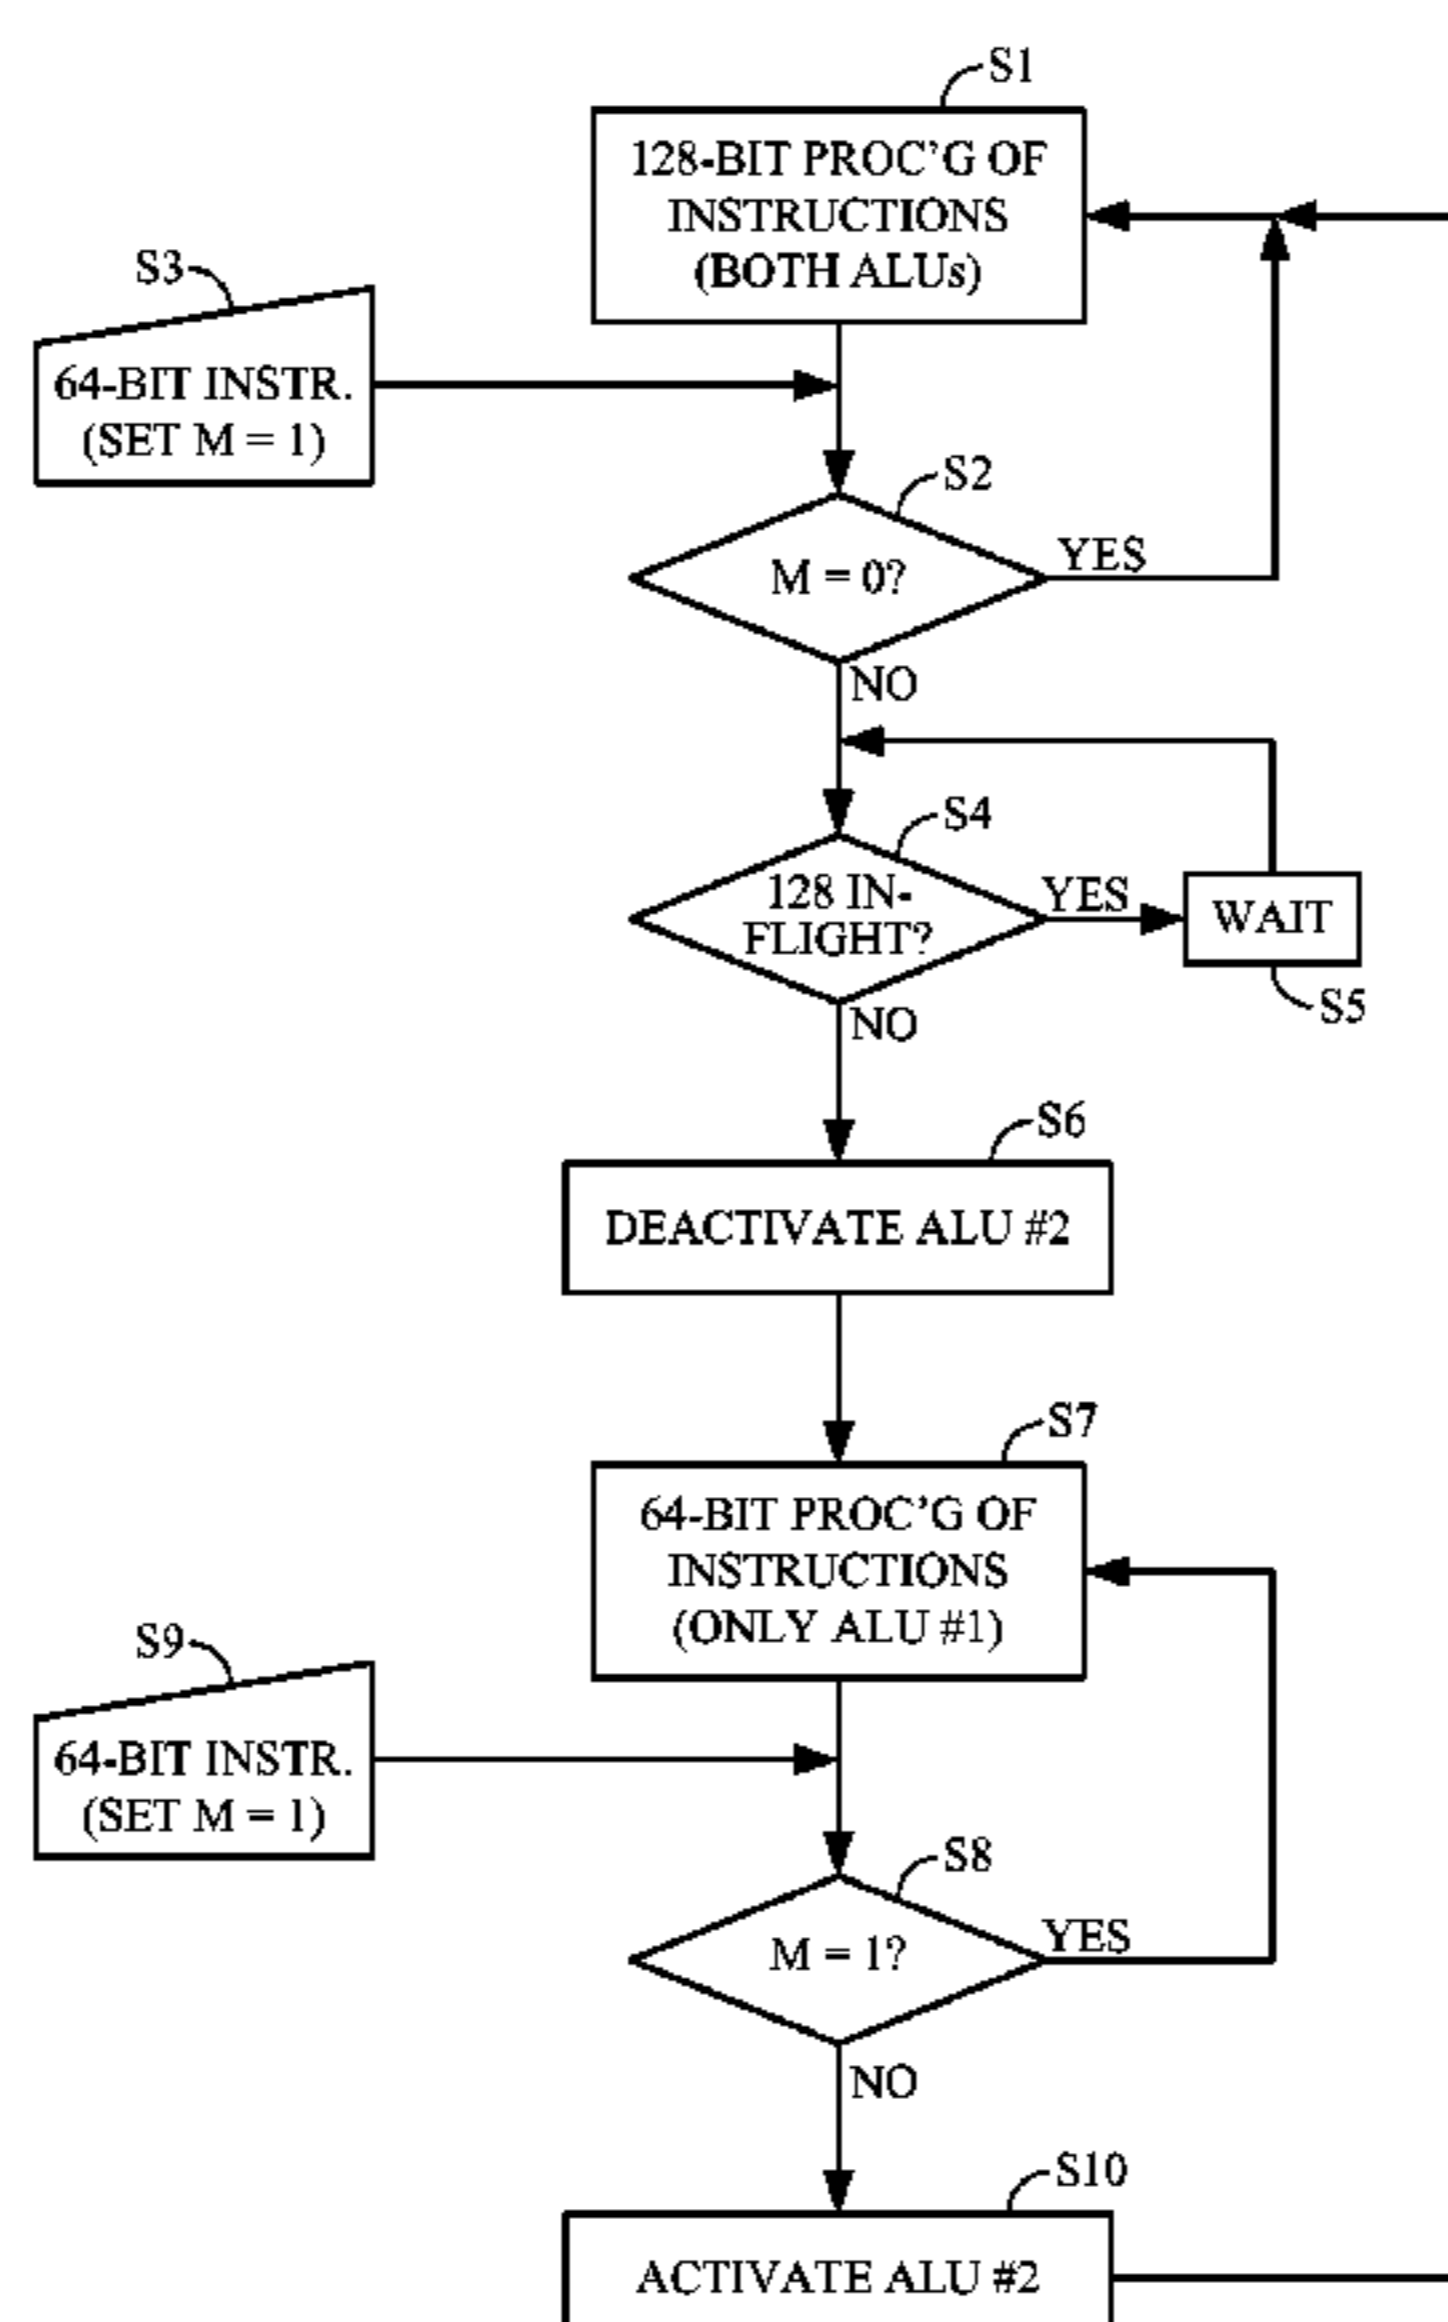 S1
128-BIT PROC'G OF
INSTRUCTIONS
(BOTH ALUs)
S3
64-BIT INSTR.
(SET M = 1)
S2
M = 0?
YES
NO
S4
128 IN-
FLIGHT?
YES
WAIT
S5
NO
S6
DEACTIVATE ALU #2
S7
64-BIT PROC'G OF
INSTRUCTIONS
(ONLY ALU #1)
S9
64-BIT INSTR.
(SET M = 1)
S8
M = 1?
YES
NO
S10
ACTIVATE ALU #2